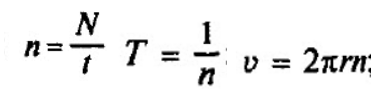 n = N/t  T = 1/n; υ = 2πrn;